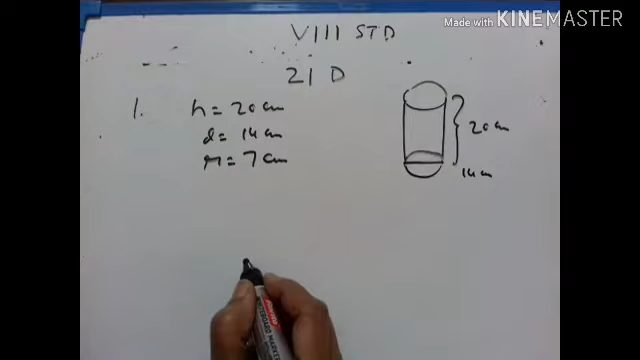 Made with KINEMASTER
VIII STD
21 D
1. h = 20 cm
d = 14 cm
r = 7 cm
20 cm
14 cm